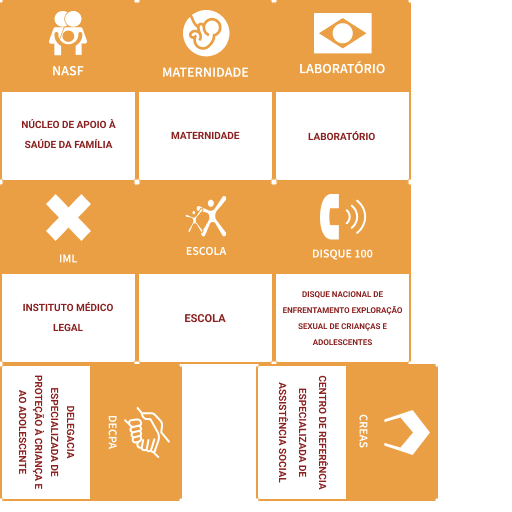 NASF
MATERNIDADE
LABORATÓRIO
NÚCLEO DE APOIO À
SAÚDE DA FAMÍLIA
MATERNIDADE
LABORATÓRIO
IML
ESCOLA
DISQUE 100
INSTITUTO MÉDICO
LEGAL
ESCOLA
DISQUE NACIONAL DE
ENFRENTAMENTO EXPLORAÇÃO
SEXUAL DE CRIANÇAS E
ADOLESCENTES
DECPA
DELEGACIA
ESPECIALIZADA DE
PROTEÇÃO À CRIANÇA E
AO ADOLESCENTE
CREAS
CENTRO DE REFERÊNCIA
ESPECIALIZADA DE
ASSISTÊNCIA SOCIAL